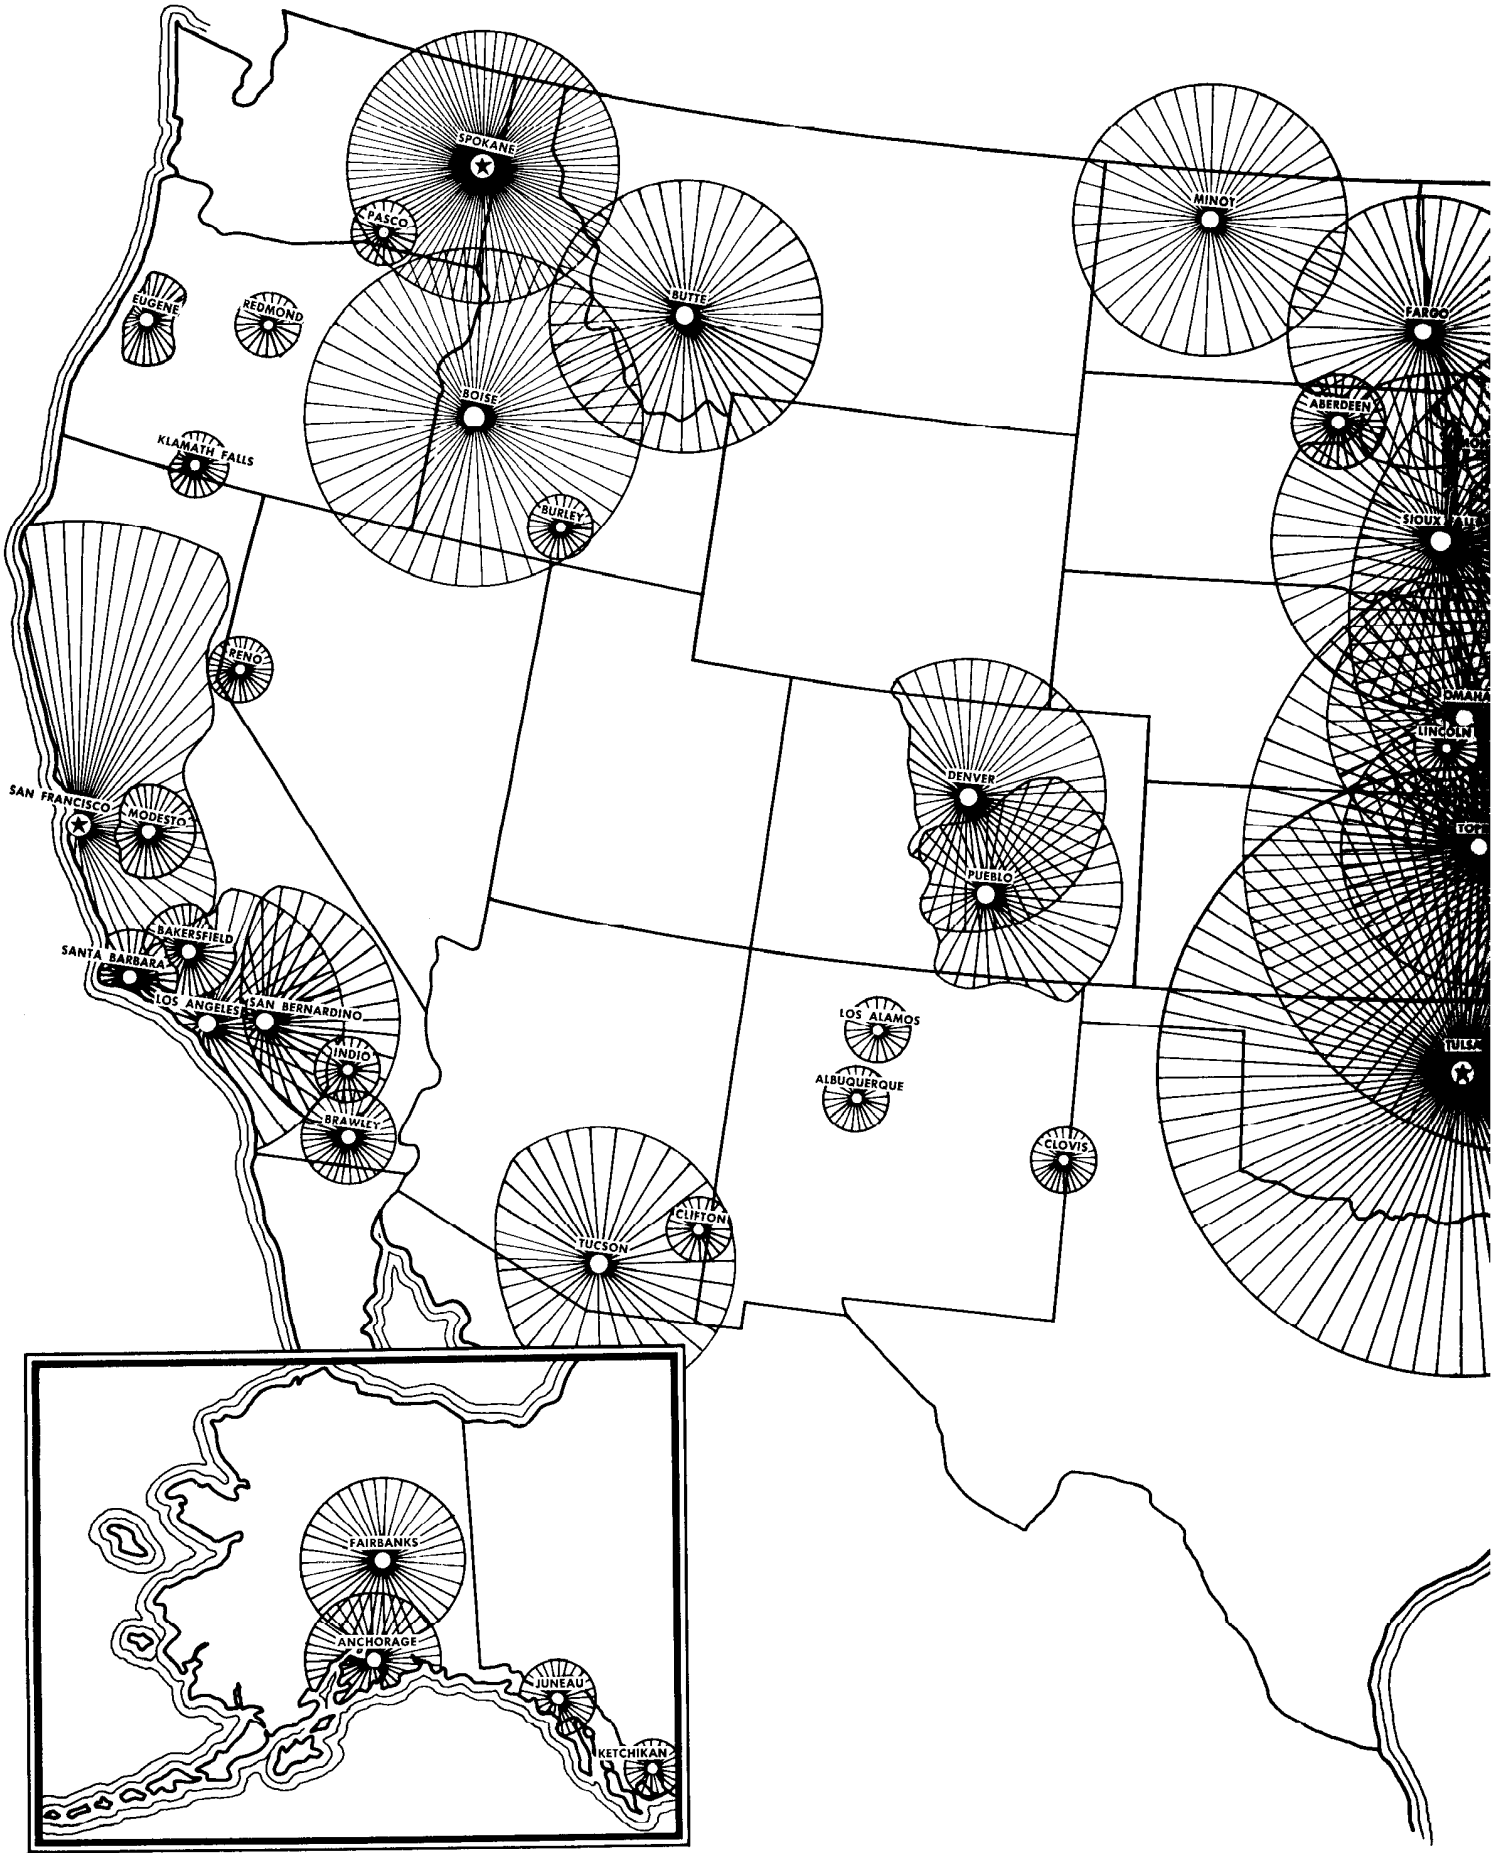 SPOKANE
MINOT
PASCO
BUTTE
EUGENE
REDMOND
FARGO
BOISE
ABERDEEN
KLAMATH FALLS
BURLEY
SIOUX FALLS
RENO
OMAHA
LINCOLN
DENVER
SAN FRANCISCO
MODESTO
PUEBLO
BAKERSFIELD
SANTA BARBARA
LOS ANGELES
SAN BERNARDINO
LOS ALAMOS
INDIO
TULSA
ALBUQUERQUE
BRAWLEY
CLOVIS
CLIFTON
TUCSON
FAIRBANKS
ANCHORAGE
JUNEAU
KETCHIKAN